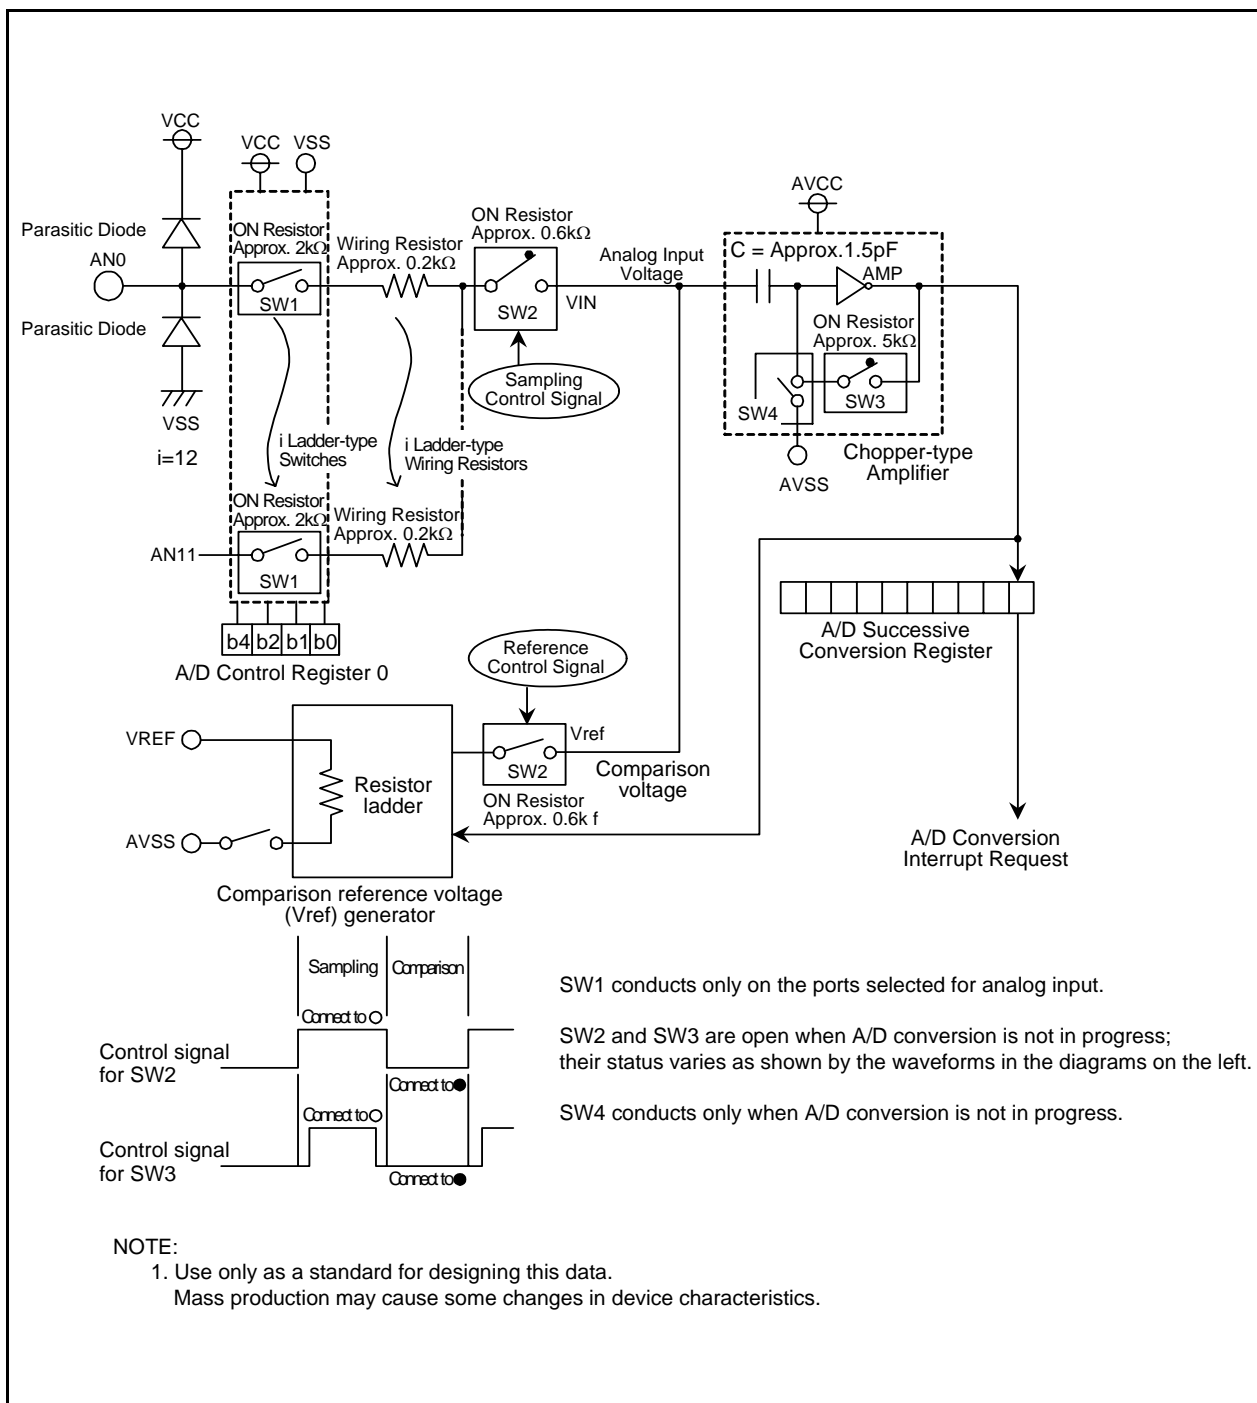 VCC
VCC VSS
AVCC
Parasitic Diode
ON Resistor
Approx. 2kΩ
Wiring Resistor
Approx. 0.2kΩ
ON Resistor
Approx. 0.6kΩ
Analog Input
Voltage
C = Approx.1.5pF
AMP
AN0
SW1
SW2
VIN
Parasitic Diode
ON Resistor
Approx. 5kΩ
SW3
SW4
Sampling
Control Signal
VSS
i=12
i Ladder-type
Switches
i Ladder-type
Wiring Resistors
AVSS
Chopper-type
Amplifier
ON Resistor
Approx. 2kΩ
Wiring Resistor
Approx. 0.2kΩ
AN11
SW1
b4 b2 b1 b0
A/D Control Register 0
A/D Successive
Conversion Register
Reference
Control Signal
VREF
Vref
SW2
Resistor
ladder
Comparison
voltage
ON Resistor
Approx. 0.6k f
AVSS
A/D Conversion
Interrupt Request
Comparison reference voltage
(Vref) generator
Sampling Comparison
Connect to
Control signal
for SW2
Connect to
Connect to
Control signal
for SW3
Connect to
SW1 conducts only on the ports selected for analog input.
SW2 and SW3 are open when A/D conversion is not in progress;
their status varies as shown by the waveforms in the diagrams on the left.
SW4 conducts only when A/D conversion is not in progress.
NOTE:
1. Use only as a standard for designing this data.
Mass production may cause some changes in device characteristics.